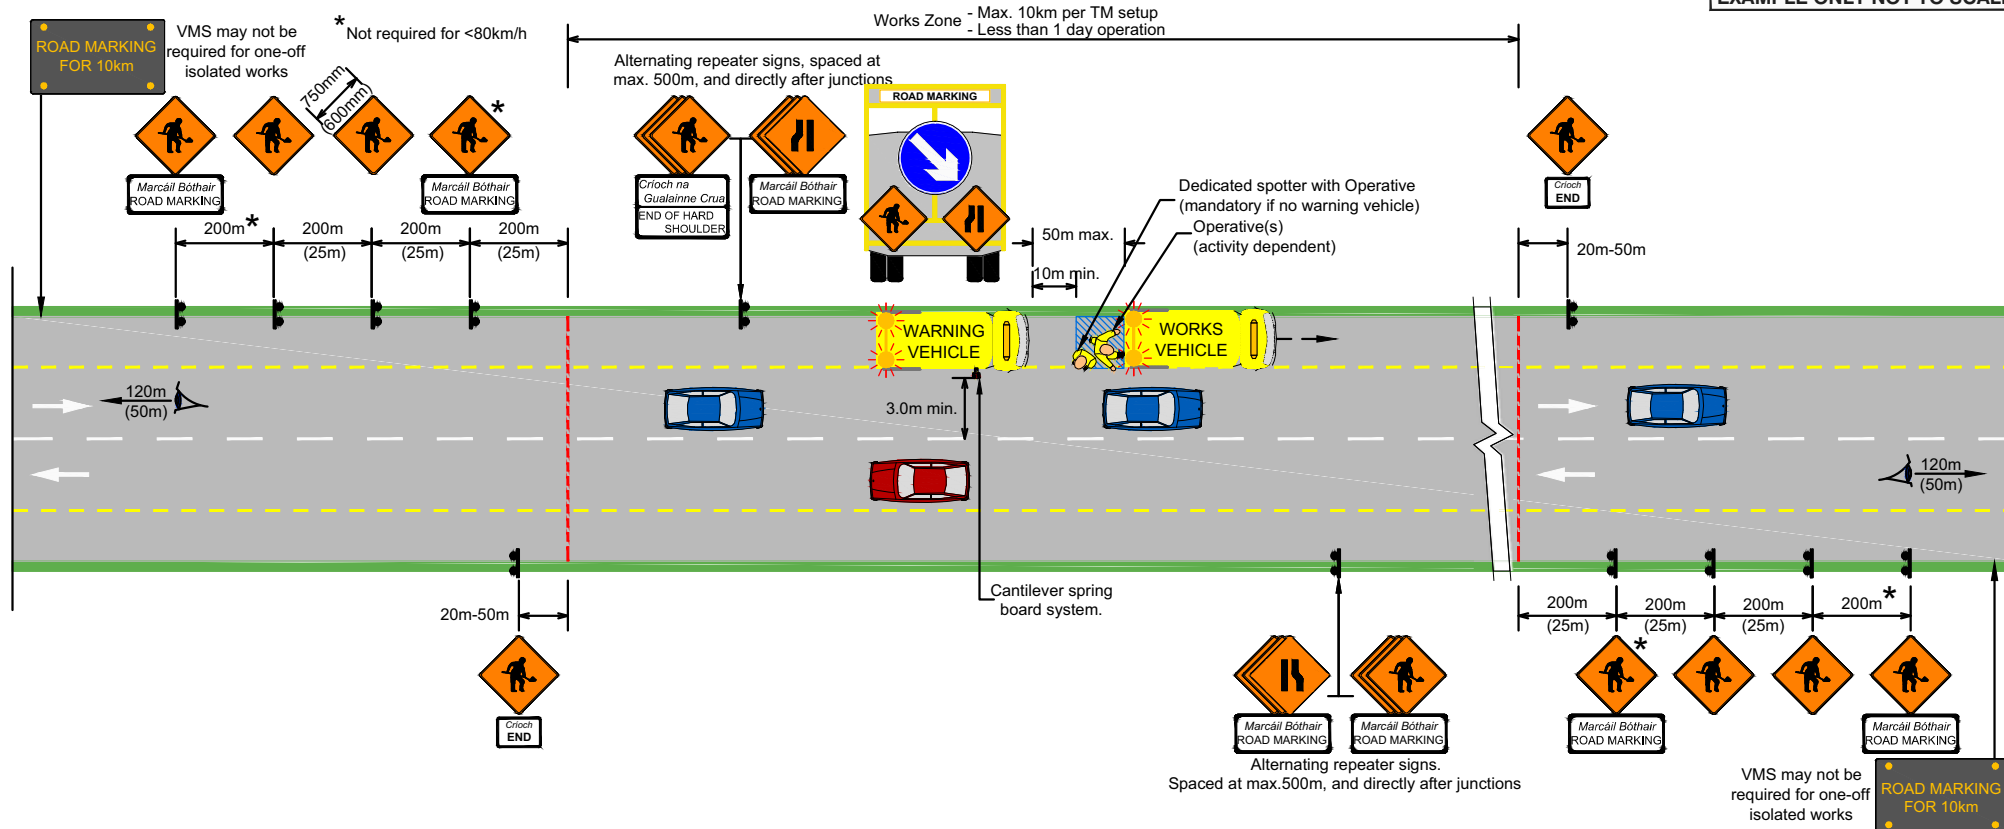 EXAMPLE ONLY NOT TO SCALE
ROAD MARKING
FOR 10km
VMS may not be
required for one-off
isolated works
*Not required for <80km/h
750mm
(600mm)
*
Marcáil Bóthair
ROAD MARKING
Marcáil Bóthair
ROAD MARKING
200m*
200m
(25m)
200m
(25m)
200m
(25m)
Works Zone
- Max. 10km per TM setup
- Less than 1 day operation
Alternating repeater signs, spaced at
max. 500m, and directly after junctions
Críoch na
Gualainne Crua
END OF HARD
SHOULDER
Marcáil Bóthair
ROAD MARKING
ROAD MARKING
Dedicated spotter with Operative
(mandatory if no warning vehicle)
Operative(s)
(activity dependent)
50m max.
10m min.
Críoch
END
20m-50m
WARNING
VEHICLE
WORKS
VEHICLE
120m
(50m)
3.0m min.
120m
(50m)
Cantilever spring
board system.
20m-50m
Críoch
END
Marcáil Bóthair
ROAD MARKING
Marcáil Bóthair
ROAD MARKING
Alternating repeater signs.
Spaced at max.500m, and directly after junctions
200m
(25m)
200m
(25m)
200m
(25m)
200m*
*
Marcáil Bóthair
ROAD MARKING
Marcáil Bóthair
ROAD MARKING
VMS may not be
required for one-off
isolated works
ROAD MARKING
FOR 10km